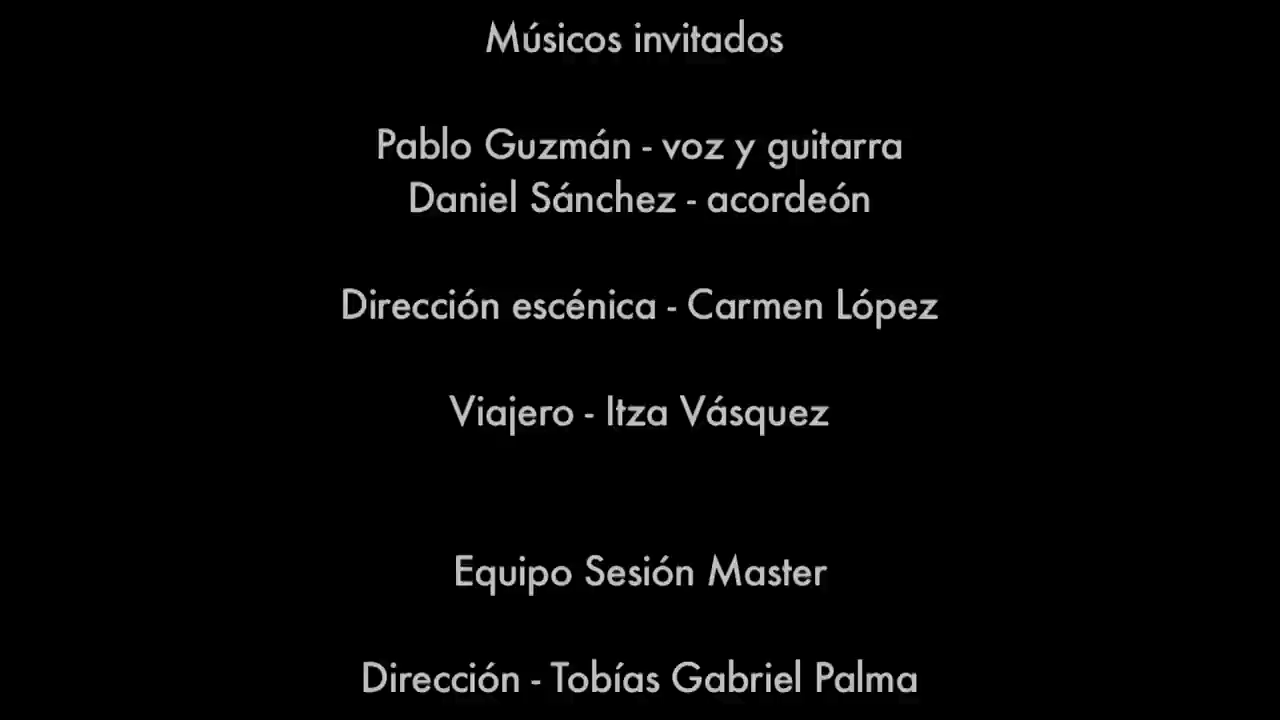 Músicos invitados
Pablo Guzmán - voz y guitarra
Daniel Sánchez - acordeón
Dirección escénica - Carmen López
Viajero - Itza Vásquez
Equipo Sesión Master
Dirección - Tobías Gabriel Palma